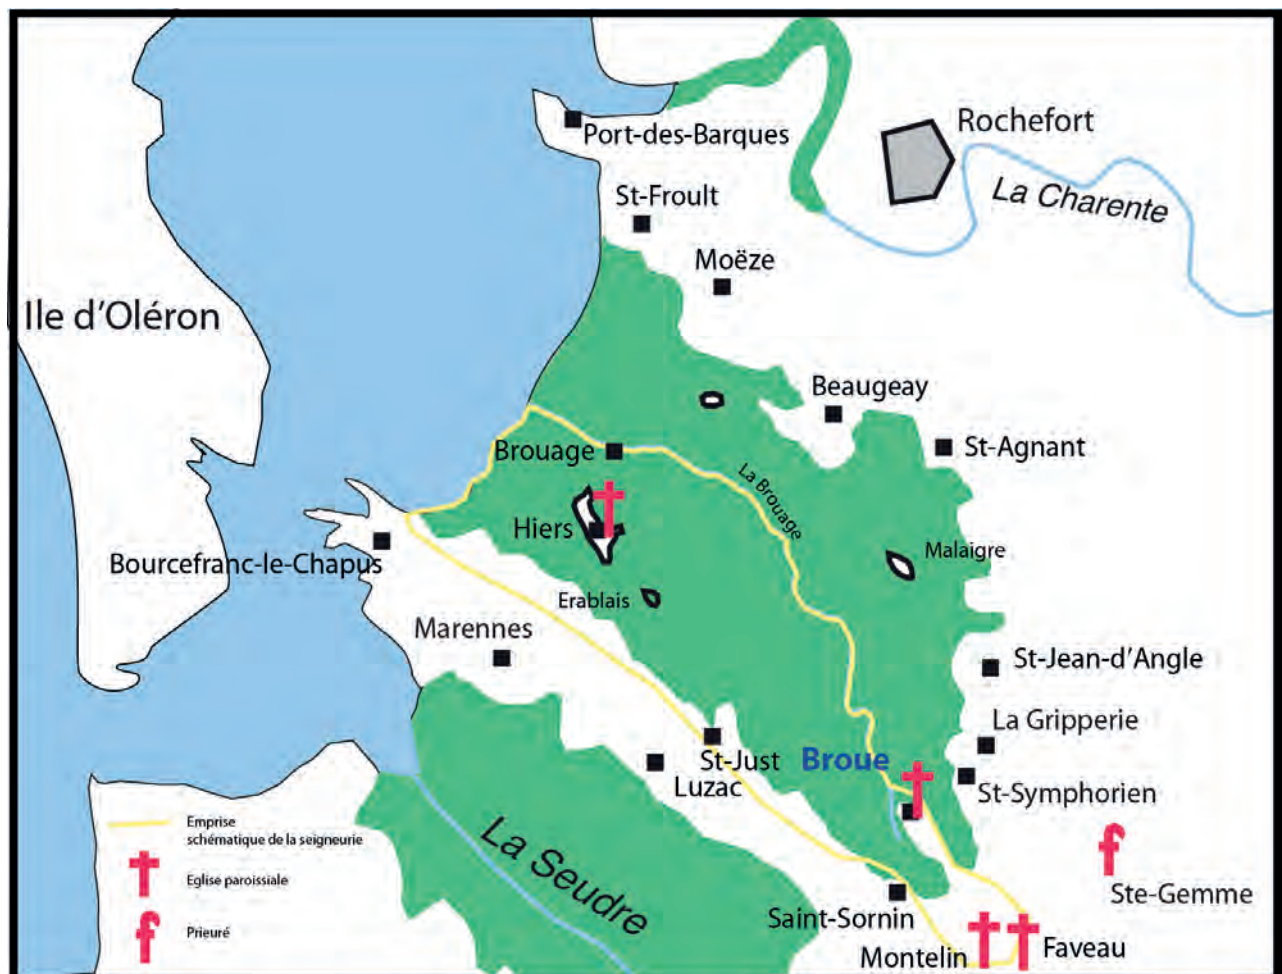 Port-des-Barques
Rochefort
La Charente
St-Froult
Moëze
Ile d'Oléron
Beaugeay
St-Agnant
Brouage
La Brouage
Hiers
Malaigre
Bourcefranc-le-Chapus
Erablais
Marennes
St-Jean-d'Angle
La Gripperie
St-Just
Broue
Luzac
St-Symphorien
Emprise
schématique de la seigneurie
La Seudre
Eglise paroissiale
Ste-Gemme
Saint-Sornin
Prieuré
Montelin
Faveau